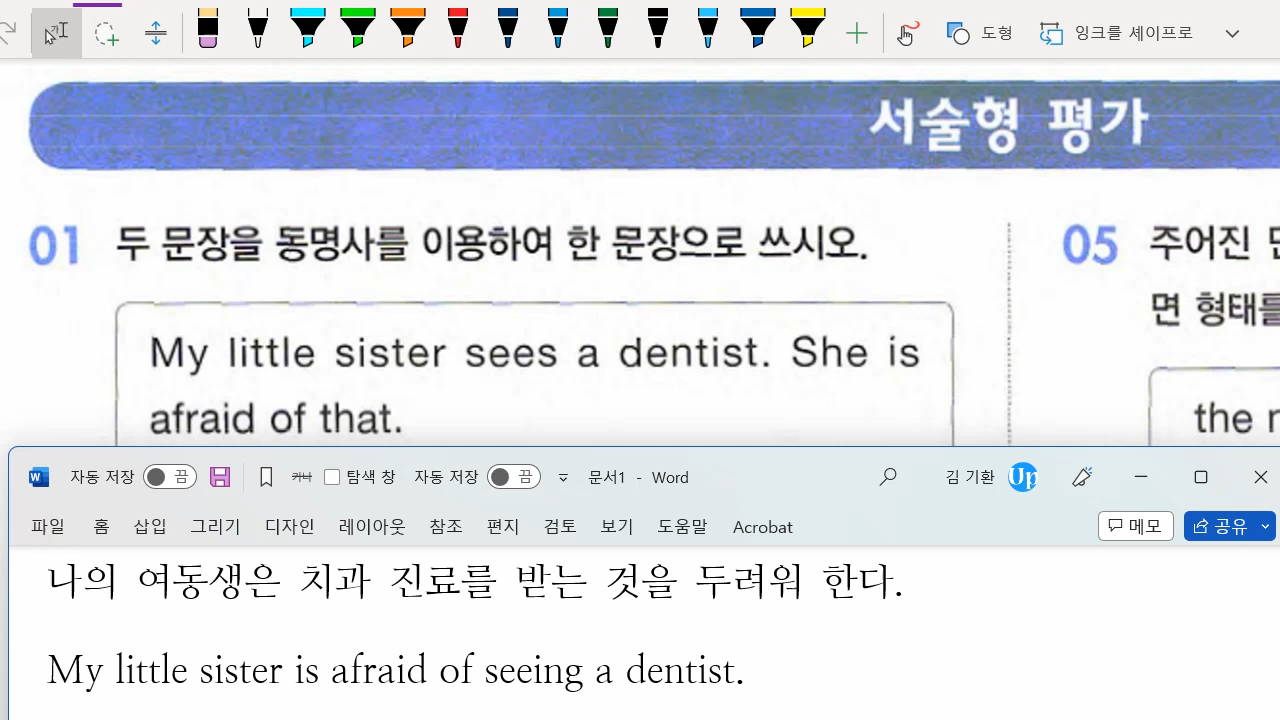 도형
잉크를 셰이프로
서술형 평가
01 두 문장을 동명사를 이용하여 한 문장으로 쓰시오.
My little sister sees a dentist. She is
afraid of that.
05 주어진
면 형태를
the
자동 저장 끔 탐색 창 자동 저장 끔 문서1 - Word 김 기환 Up
파일 홈 삽입 그리기 디자인 레이아웃 참조 편지 검토 보기 도움말 Acrobat 메모 공유
나의 여동생은 치과 진료를 받는 것을 두려워 한다.
My little sister is afraid of seeing a dentist.